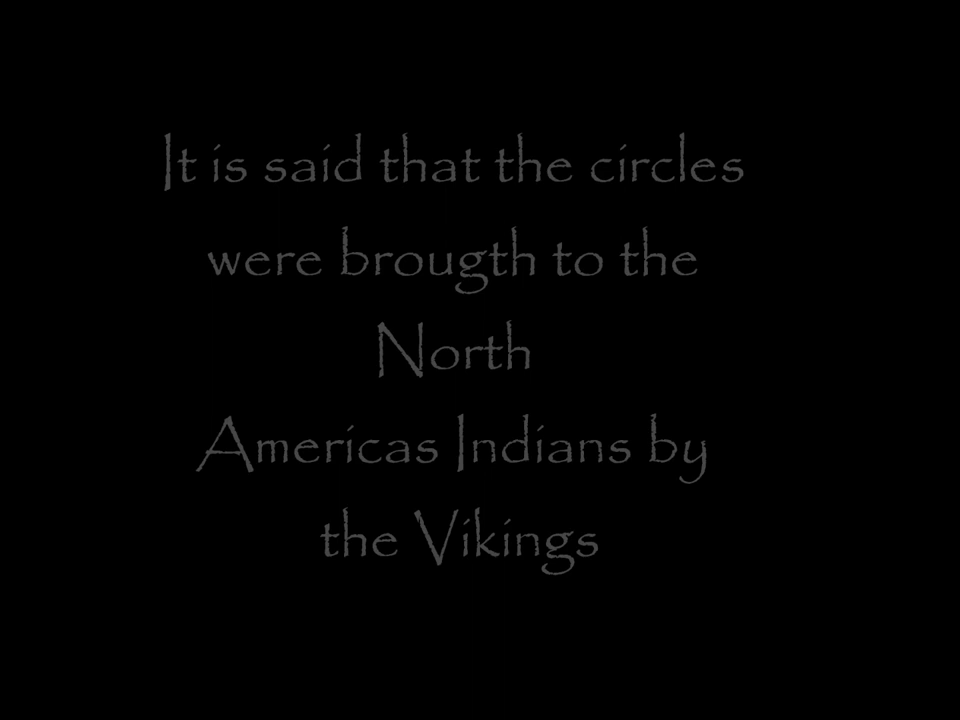 It is said that the circles
were brougth to the
North
Americas Indians by
the Vikings